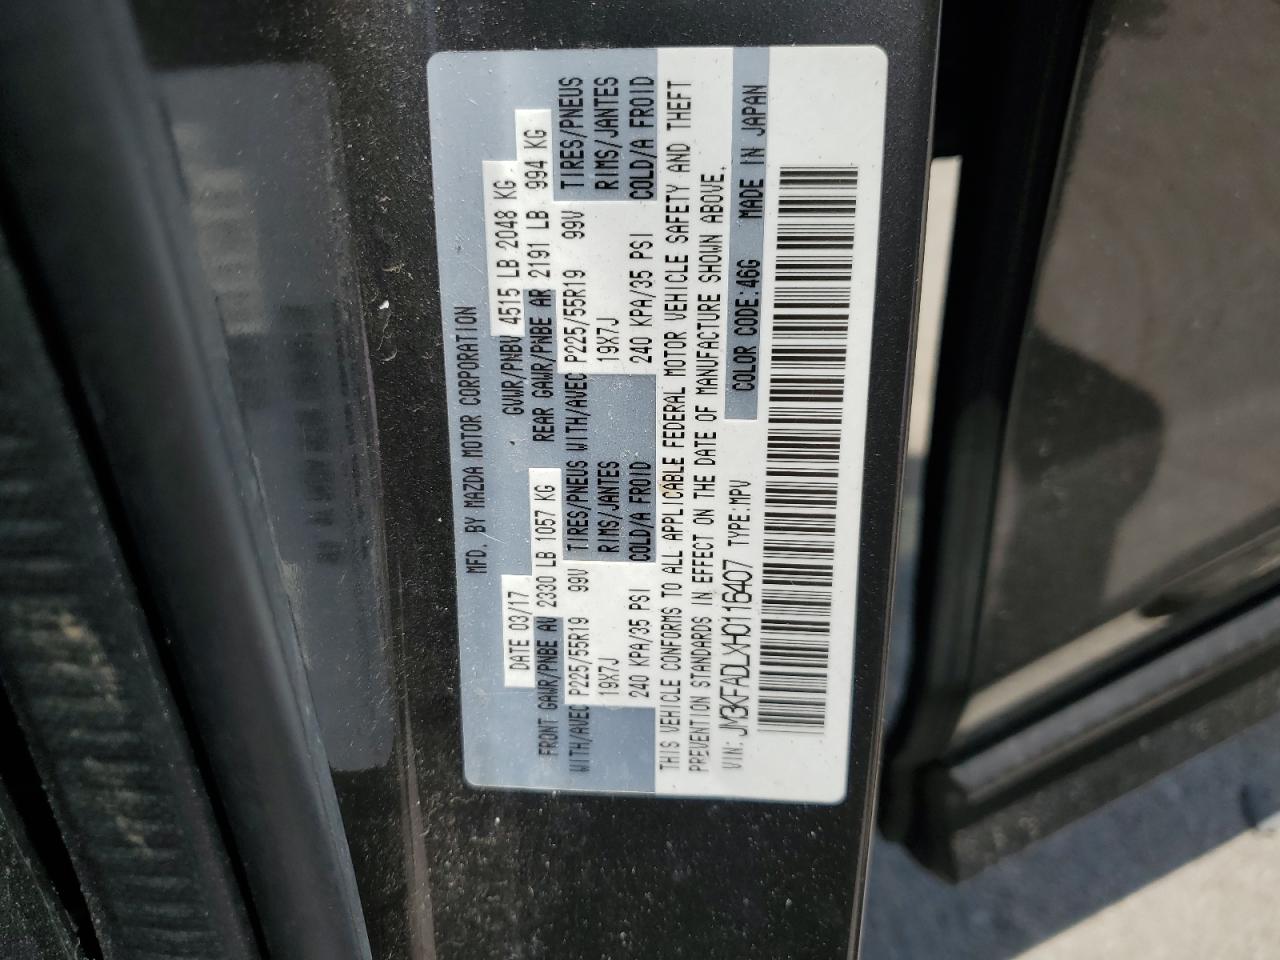 MFD. BY MAZDA MOTOR CORPORATION
DATE 03/17 GVWR/PNBV 4515 LB 2048 KG
FRONT GAWR/PNBE AV 2330 LB 1057 KG REAR GAWR/PNBE AR 2191 LB 994 KG
WITH/AVEC P225/55R19 99V TIRES/PNEUS WITH/AVEC P225/55R19 99V TIRES/PNEUS
19X7J RIMS/JANTES 19X7J RIMS/JANTES
240 KPA/35 PSI COLD/A FROID 240 KPA/35 PSI COLD/A FROID
THIS VEHICLE CONFORMS TO ALL APPLICABLE FEDERAL MOTOR VEHICLE SAFETY AND THEFT
PREVENTION STANDARDS IN EFFECT ON THE DATE OF MANUFACTURE SHOWN ABOVE.
VIN: JM3KFADLXH0116407 TYPE:MPV COLOR CODE:46G MADE IN JAPAN